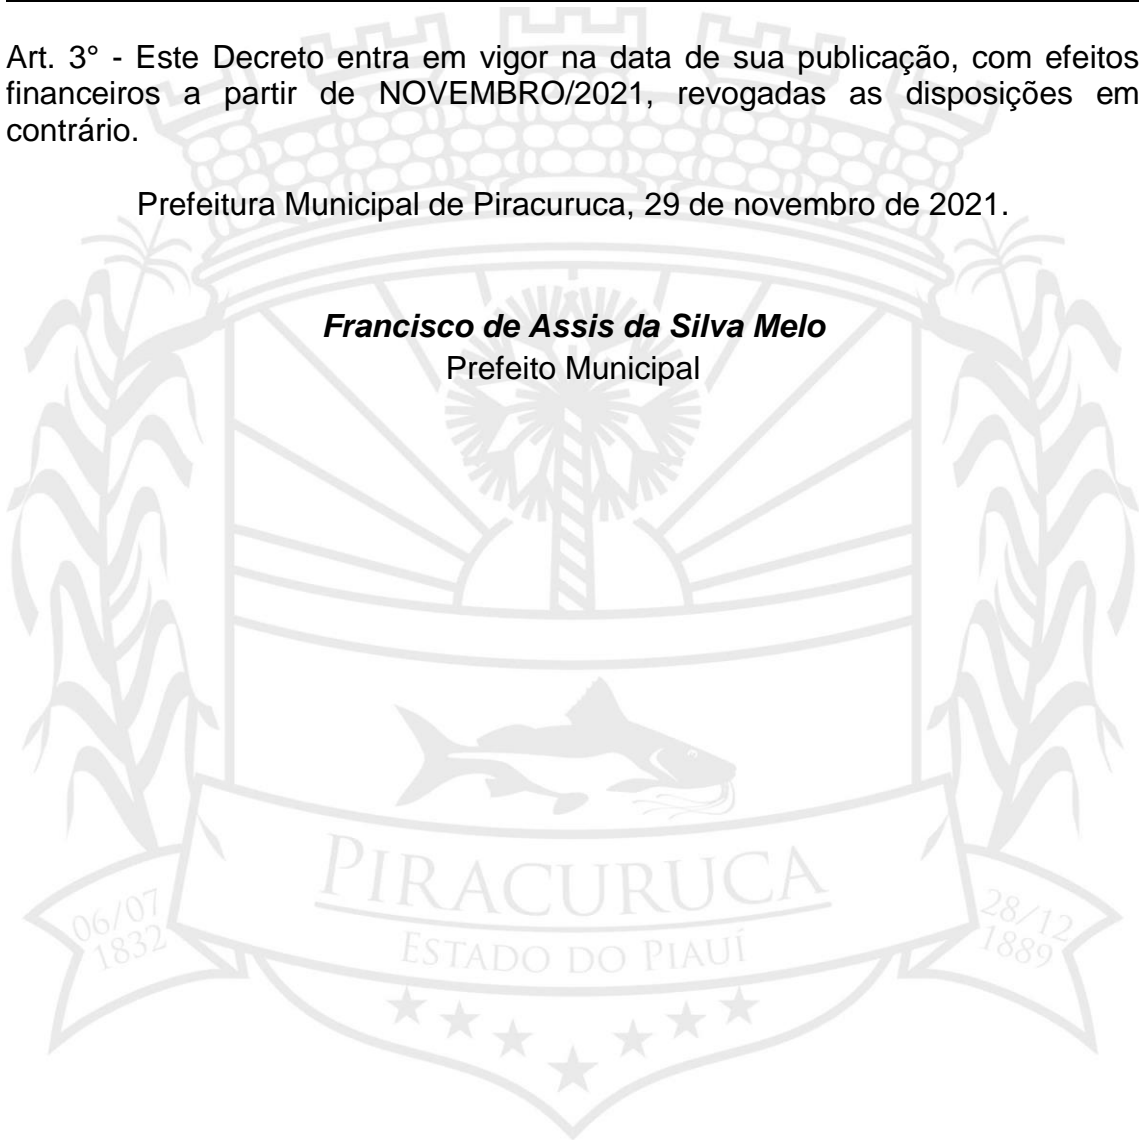 Art. 3° - Este Decreto entra em vigor na data de sua publicação, com efeitos
financeiros a partir de NOVEMBRO/2021, revogadas as disposições em
contrário.
Prefeitura Municipal de Piracuruca, 29 de novembro de 2021.
Francisco de Assis da Silva Melo
Prefeito Municipal
PIRACURUCA
ESTADO DO PIAUÍ
06/07
1832
28/12
1889